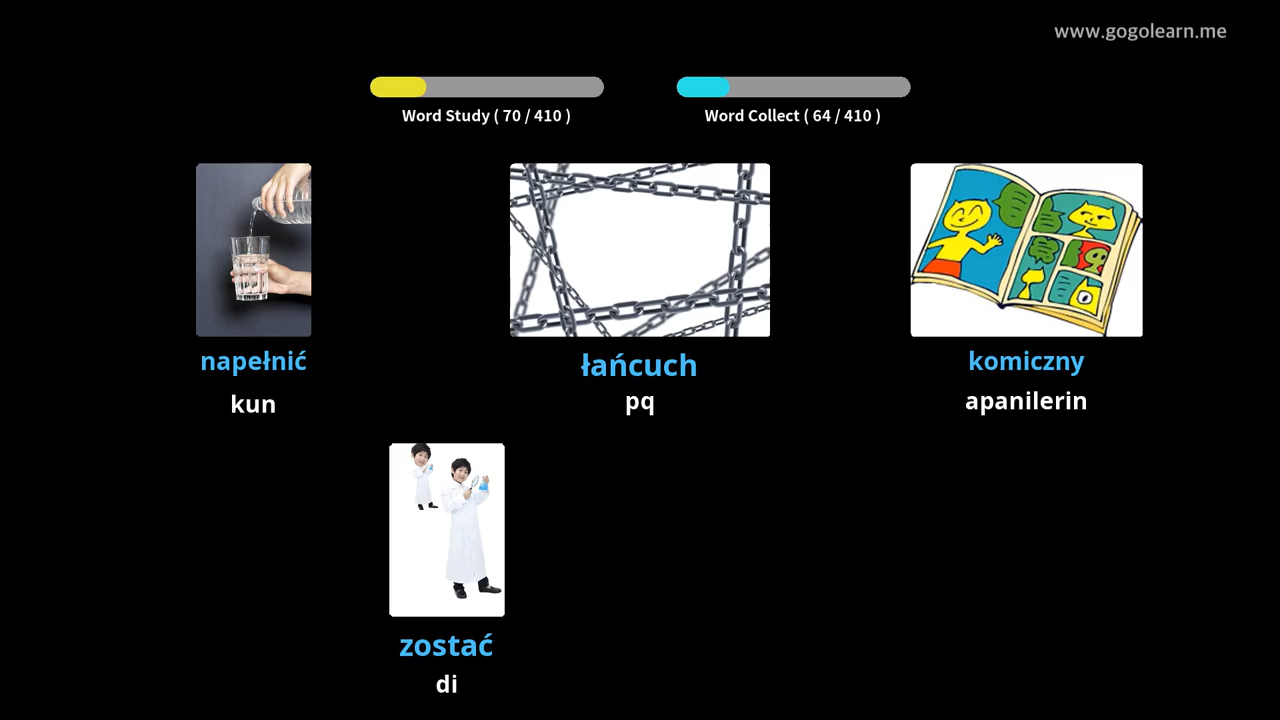 www.gogolearn.me
Word Study ( 70 / 410 )
Word Collect ( 64 / 410 )
napełnić
kun
łańcuch
pq
komiczny
apanilerin
zostać
di